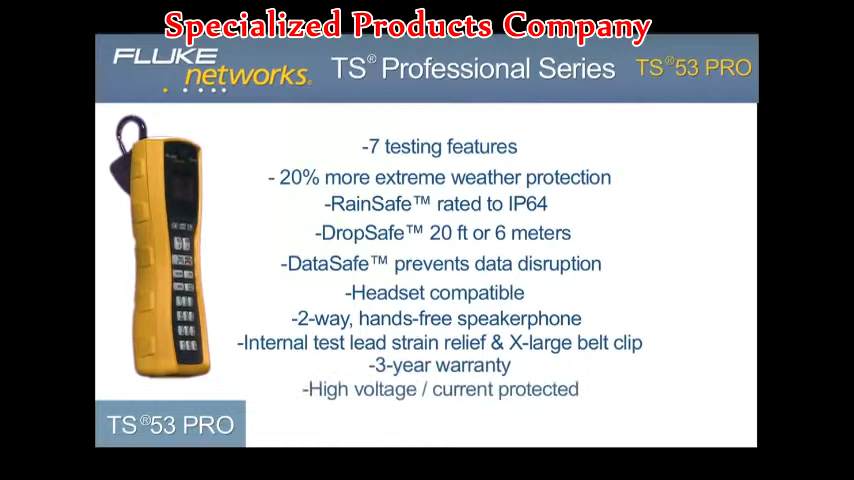 Specialized Products Company
FLUKE
networks®
TS® Professional Series
TS®53 PRO
-7 testing features
- 20% more extreme weather protection
-RainSafe™ rated to IP64
-DropSafe™ 20 ft or 6 meters
-DataSafe™ prevents data disruption
-Headset compatible
-2-way, hands-free speakerphone
-Internal test lead strain relief & X-large belt clip
-3-year warranty
-High voltage / current protected
TS®53 PRO
FLUKE